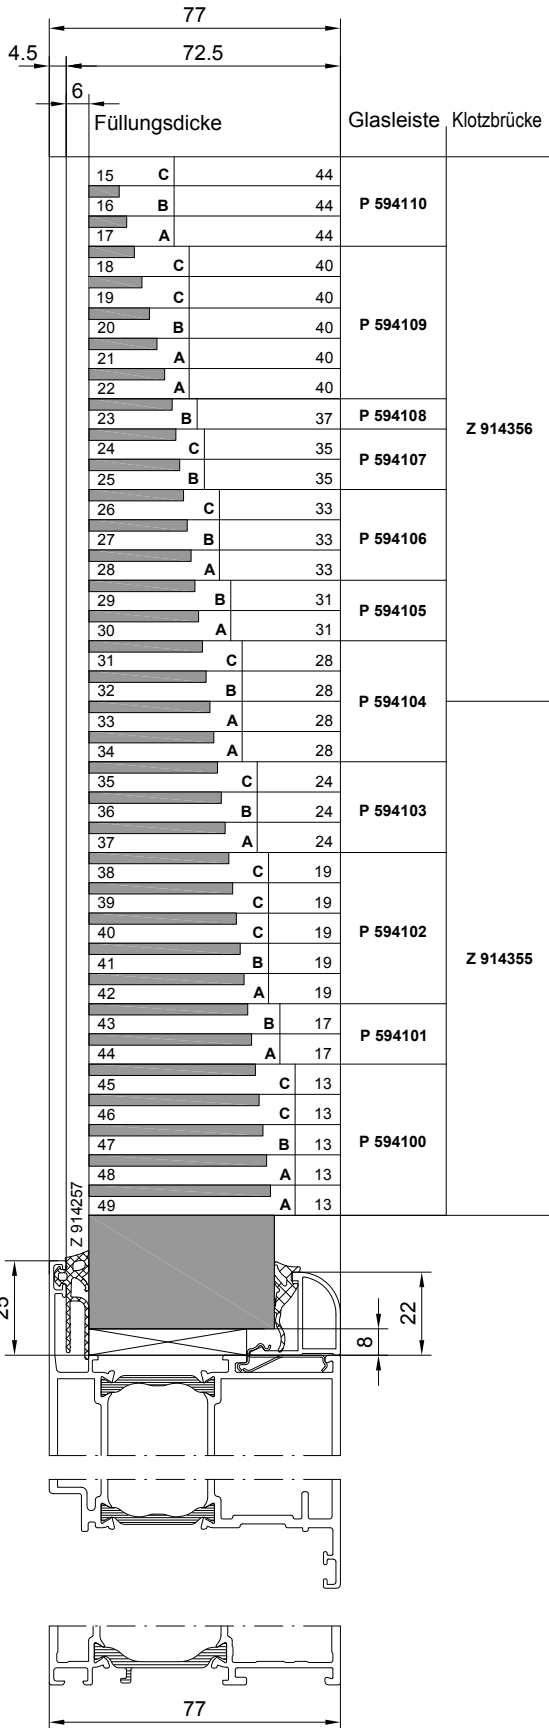 77
4.5 72.5
6
Füllungsdicke Glasleiste Klotzbrücke
15 C 44
16 B 44 P 594110
17 A 44
18 C 40
19 C 40
20 B 40 P 594109
21 A 40
22 A 40
23 B 37 P 594108
Z 914356
24 C 35
P 594107
25 B 35
26 C 33
27 B 33 P 594106
28 A 33
29 B 31
P 594105
30 A 31
31 C 28
32 B 28
P 594104
33 A 28
34 A 28
35 C 24
36 B 24 P 594103
37 A 24
38 C 19
39 C 19
40 C 19 P 594102
41 B 19
Z 914355
42 A 19
43 B 17
P 594101
44 A 17
45 C 13
46 C 13
47 B 13 P 594100
48 A 13
49 A 13
Z 914257
25
22
8
77